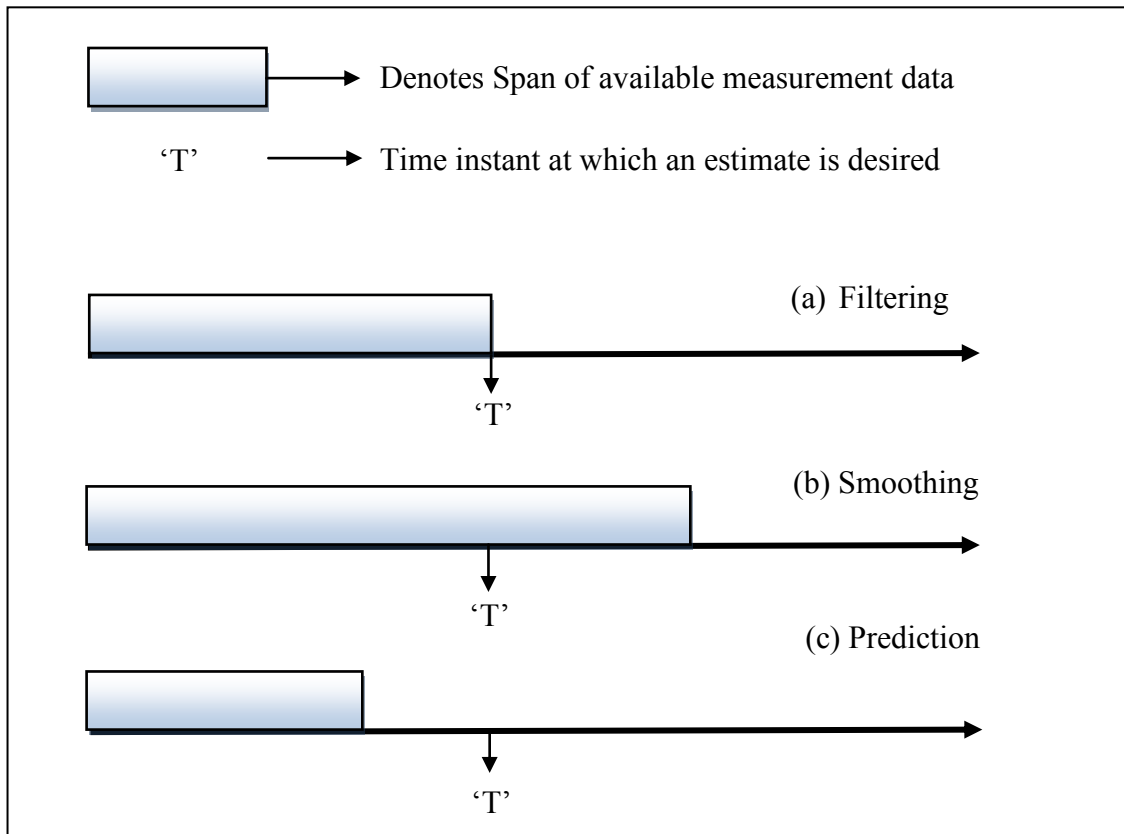 Denotes Span of available measurement data
‘T’ Time instant at which an estimate is desired
(a) Filtering
‘T’
(b) Smoothing
‘T’
(c) Prediction
‘T’